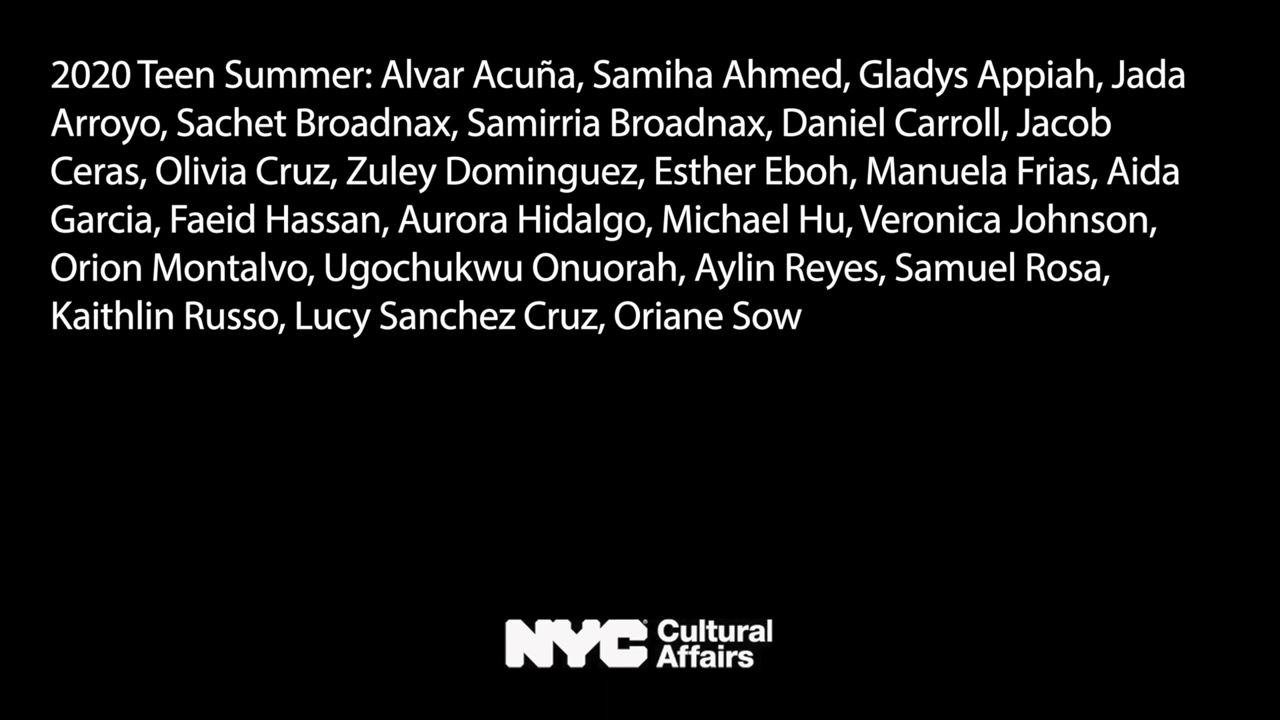 2020 Teen Summer: Alvar Acuña, Samiha Ahmed, Gladys Appiah, Jada
Arroyo, Sachet Broadnax, Samirria Broadnax, Daniel Carroll, Jacob
Ceras, Olivia Cruz, Zuley Dominguez, Esther Eboh, Manuela Frias, Aida
Garcia, Faeid Hassan, Aurora Hidalgo, Michael Hu, Veronica Johnson,
Orion Montalvo, Ugochukwu Onuorah, Aylin Reyes, Samuel Rosa,
Kaithlin Russo, Lucy Sanchez Cruz, Oriane Sow
NYC Cultural
Affairs